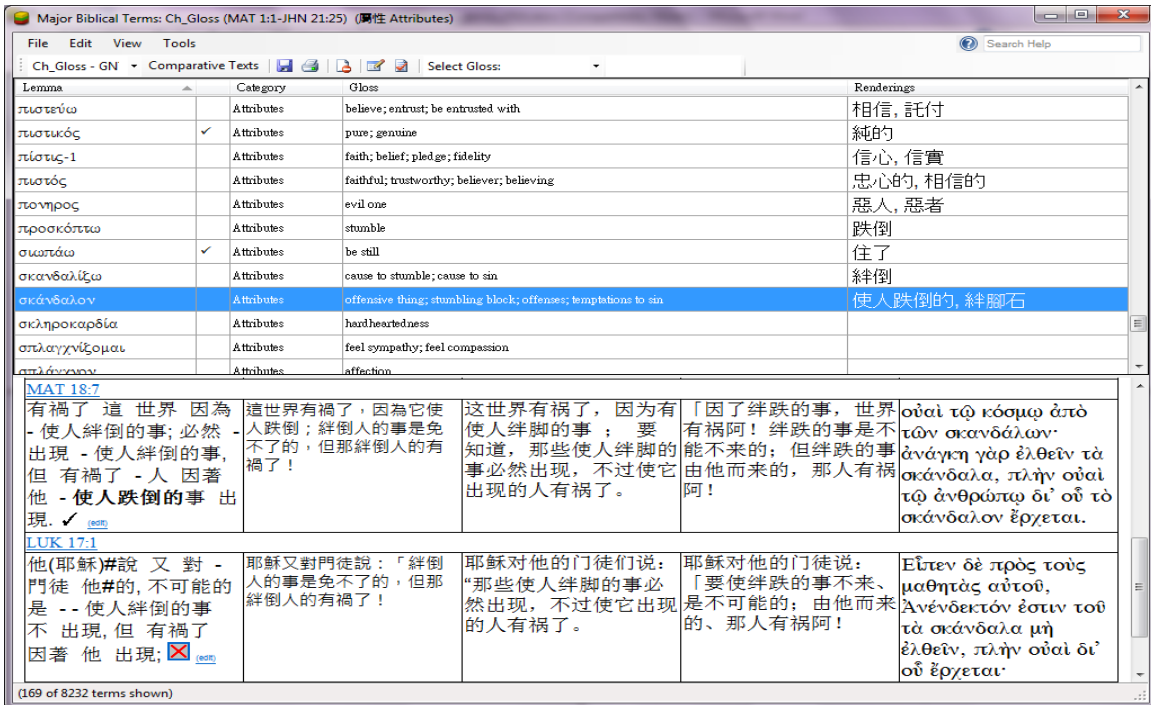 Major Biblical Terms: Ch_Gloss (MAT 1:1-JHN 21:25) (屬性 Attributes)
File Edit View Tools
Search Help
Ch_Gloss - GN Comparative Texts Select Gloss:
Lemma Category Gloss Renderings
πιστεύω Attributes believe; entrust; be entrusted with 相信, 託付
πιστικός ✓ Attributes pure; genuine 純的
πίστις-1 Attributes faith; belief; pledge; fidelity 信心, 信實
πιστός Attributes faithful; trustworthy; believer; believing 忠心的, 相信的
πονηρος Attributes evil one 惡人, 惡者
προσκόπτω Attributes stumble 跌倒
σιωπάω ✓ Attributes be still 住了
σκανδαλίζω Attributes cause to stumble; cause to sin 絆倒
σκάνδαλον Attributes offensive thing; stumbling block; offenses; temptations to sin 使人跌倒的, 絆腳石
σκληροκαρδία Attributes hardheartedness
σπλαγχνίζομαι Attributes feel sympathy; feel compassion
σπλάγχνον Attributes affection
MAT 18:7
有禍了 這 世界 因為
- 使人絆倒的事; 必然 -
出現 - 使人絆倒的事,
但 有禍了 - 人 因著
他 - 使人跌倒的事 出
現. ✓ (edit)
這世界有禍了，因為它使
人跌倒；絆倒人的事是免
不了的，但那絆倒人的有
禍了！
这世界有祸了，因为有
使人绊脚的事 ； 要
知道，那些使人绊脚的
事必然出现，不过使它
出现的人有祸了。
「因了绊跌的事，世界
有祸阿！绊跌的事是不
能不来的；但绊跌的事
由他而来的，那人有祸
阿！
οὐαὶ τῷ κόσμῳ ἀπὸ
τῶν σκανδάλων·
ἀνάγκη γὰρ ἐλθεῖν τὰ
σκάνδαλα, πλὴν οὐαὶ
τῷ ἀνθρώπῳ δι’ οὗ τὸ
σκάνδαλον ἔρχεται.
LUK 17:1
他(耶穌)#說 又 對 -
門徒 他#的, 不可能的
是 -- 使人絆倒的事
不 出現, 但 有禍了
因著 他 出現; (edit)
耶穌又對門徒說：「絆倒
人的事是免不了的，但那
絆倒人的有禍了！
耶稣对他的门徒们说：
“那些使人绊脚的事必
然出现，不过使它出现
的人有祸了。
耶稣对他的门徒说：
「要使绊跌的事不来、
是不可能的；由他而来
的、那人有祸阿！
Εἶπεν δὲ πρὸς τοὺς
μαθητὰς αὐτοῦ,
Ἀνένδεκτόν ἐστιν τοῦ
τὰ σκάνδαλα μὴ
ἐλθεῖν, πλὴν οὐαὶ δι’
οὗ ἔρχεται·
(169 of 8232 terms shown)